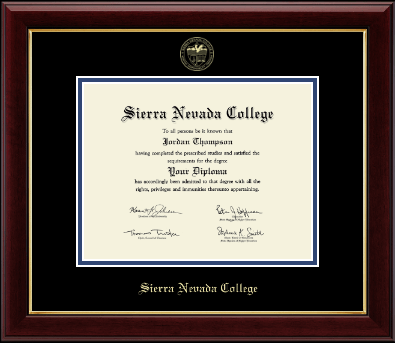 Sierra Nevada College
To all persons be it known that
Jordan Thompson
having completed the prescribed studies and satisfied the
requirements for the degree
Your Diploma
has accordingly been admitted to that degree with all the
rights, privileges and immunities thereunto appertaining.
Sierra Nevada College